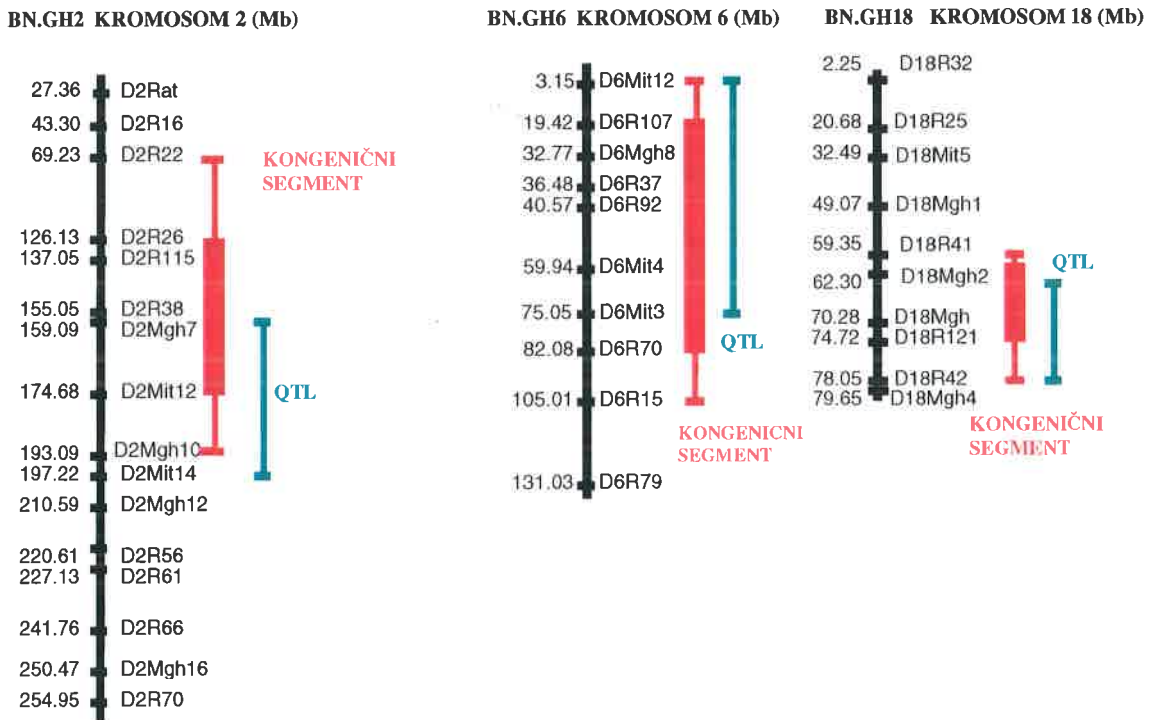 BN.GH2 KROMOSOM 2 (Mb)
27.36 D2Rat
43.30 D2R16
69.23 D2R22
KONGENIČNI
SEGMENT
126.13 D2R26
137.05 D2R115
155.05 D2R38
159.09 D2Mgh7
174.68 D2Mit12
QTL
193.09 D2Mgh10
197.22 D2Mit14
210.59 D2Mgh12
220.61 D2R56
227.13 D2R61
241.76 D2R66
250.47 D2Mgh16
254.95 D2R70
BN.GH6 KROMOSOM 6 (Mb)
3.15 D6Mit12
19.42 D6R107
32.77 D6Mgh8
36.48 D6R37
40.57 D6R92
59.94 D6Mit4
75.05 D6Mit3
QTL
82.08 D6R70
105.01 D6R15
KONGENICNI
SEGMENT
131.03 D6R79
BN.GH18 KROMOSOM 18 (Mb)
2.25 D18R32
20.68 D18R25
32.49 D18Mit5
49.07 D18Mgh1
59.35 D18R41
QTL
62.30 D18Mgh2
70.28 D18Mgh
74.72 D18R121
78.05 D18R42
79.65 D18Mgh4
KONGENIČNI
SEGMENT